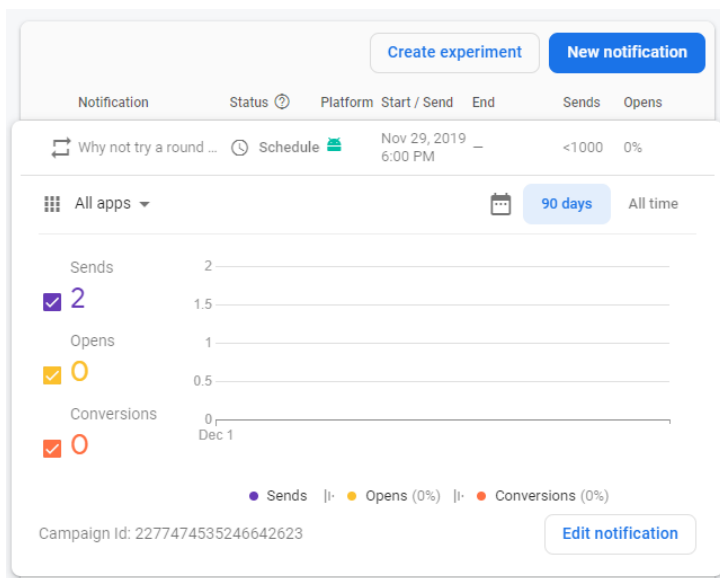 Create experiment New notification
Notification Status Platform Start / Send End Sends Opens
Why not try a round ... Schedule Nov 29, 2019 6:00 PM – <1000 0%
All apps 90 days All time
Sends
2
Opens
0
Conversions
0
2
1.5
1
0.5
0
Dec 1
Sends Opens (0%) Conversions (0%)
Campaign Id: 2277474535246642623 Edit notification